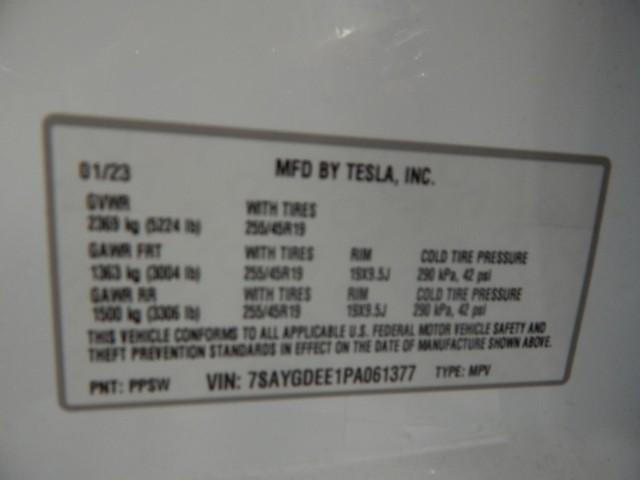 01/23 MFD BY TESLA, INC.
GVWR WITH TIRES
2369 kg (5224 lb) 255/45R19
GAWR FRT WITH TIRES RIM COLD TIRE PRESSURE
1363 kg (3004 lb) 255/45R19 19X9.5J 290 kPa, 42 psi
GAWR RR WITH TIRES RIM COLD TIRE PRESSURE
1500 kg (3306 lb) 255/45R19 19X9.5J 290 kPa, 42 psi
THIS VEHICLE CONFORMS TO ALL APPLICABLE U.S. FEDERAL MOTOR VEHICLE SAFETY AND
THEFT PREVENTION STANDARDS IN EFFECT ON THE DATE OF MANUFACTURE SHOWN ABOVE.
PNT: PPSW VIN: 7SAYGDEE1PA061377 TYPE: MPV